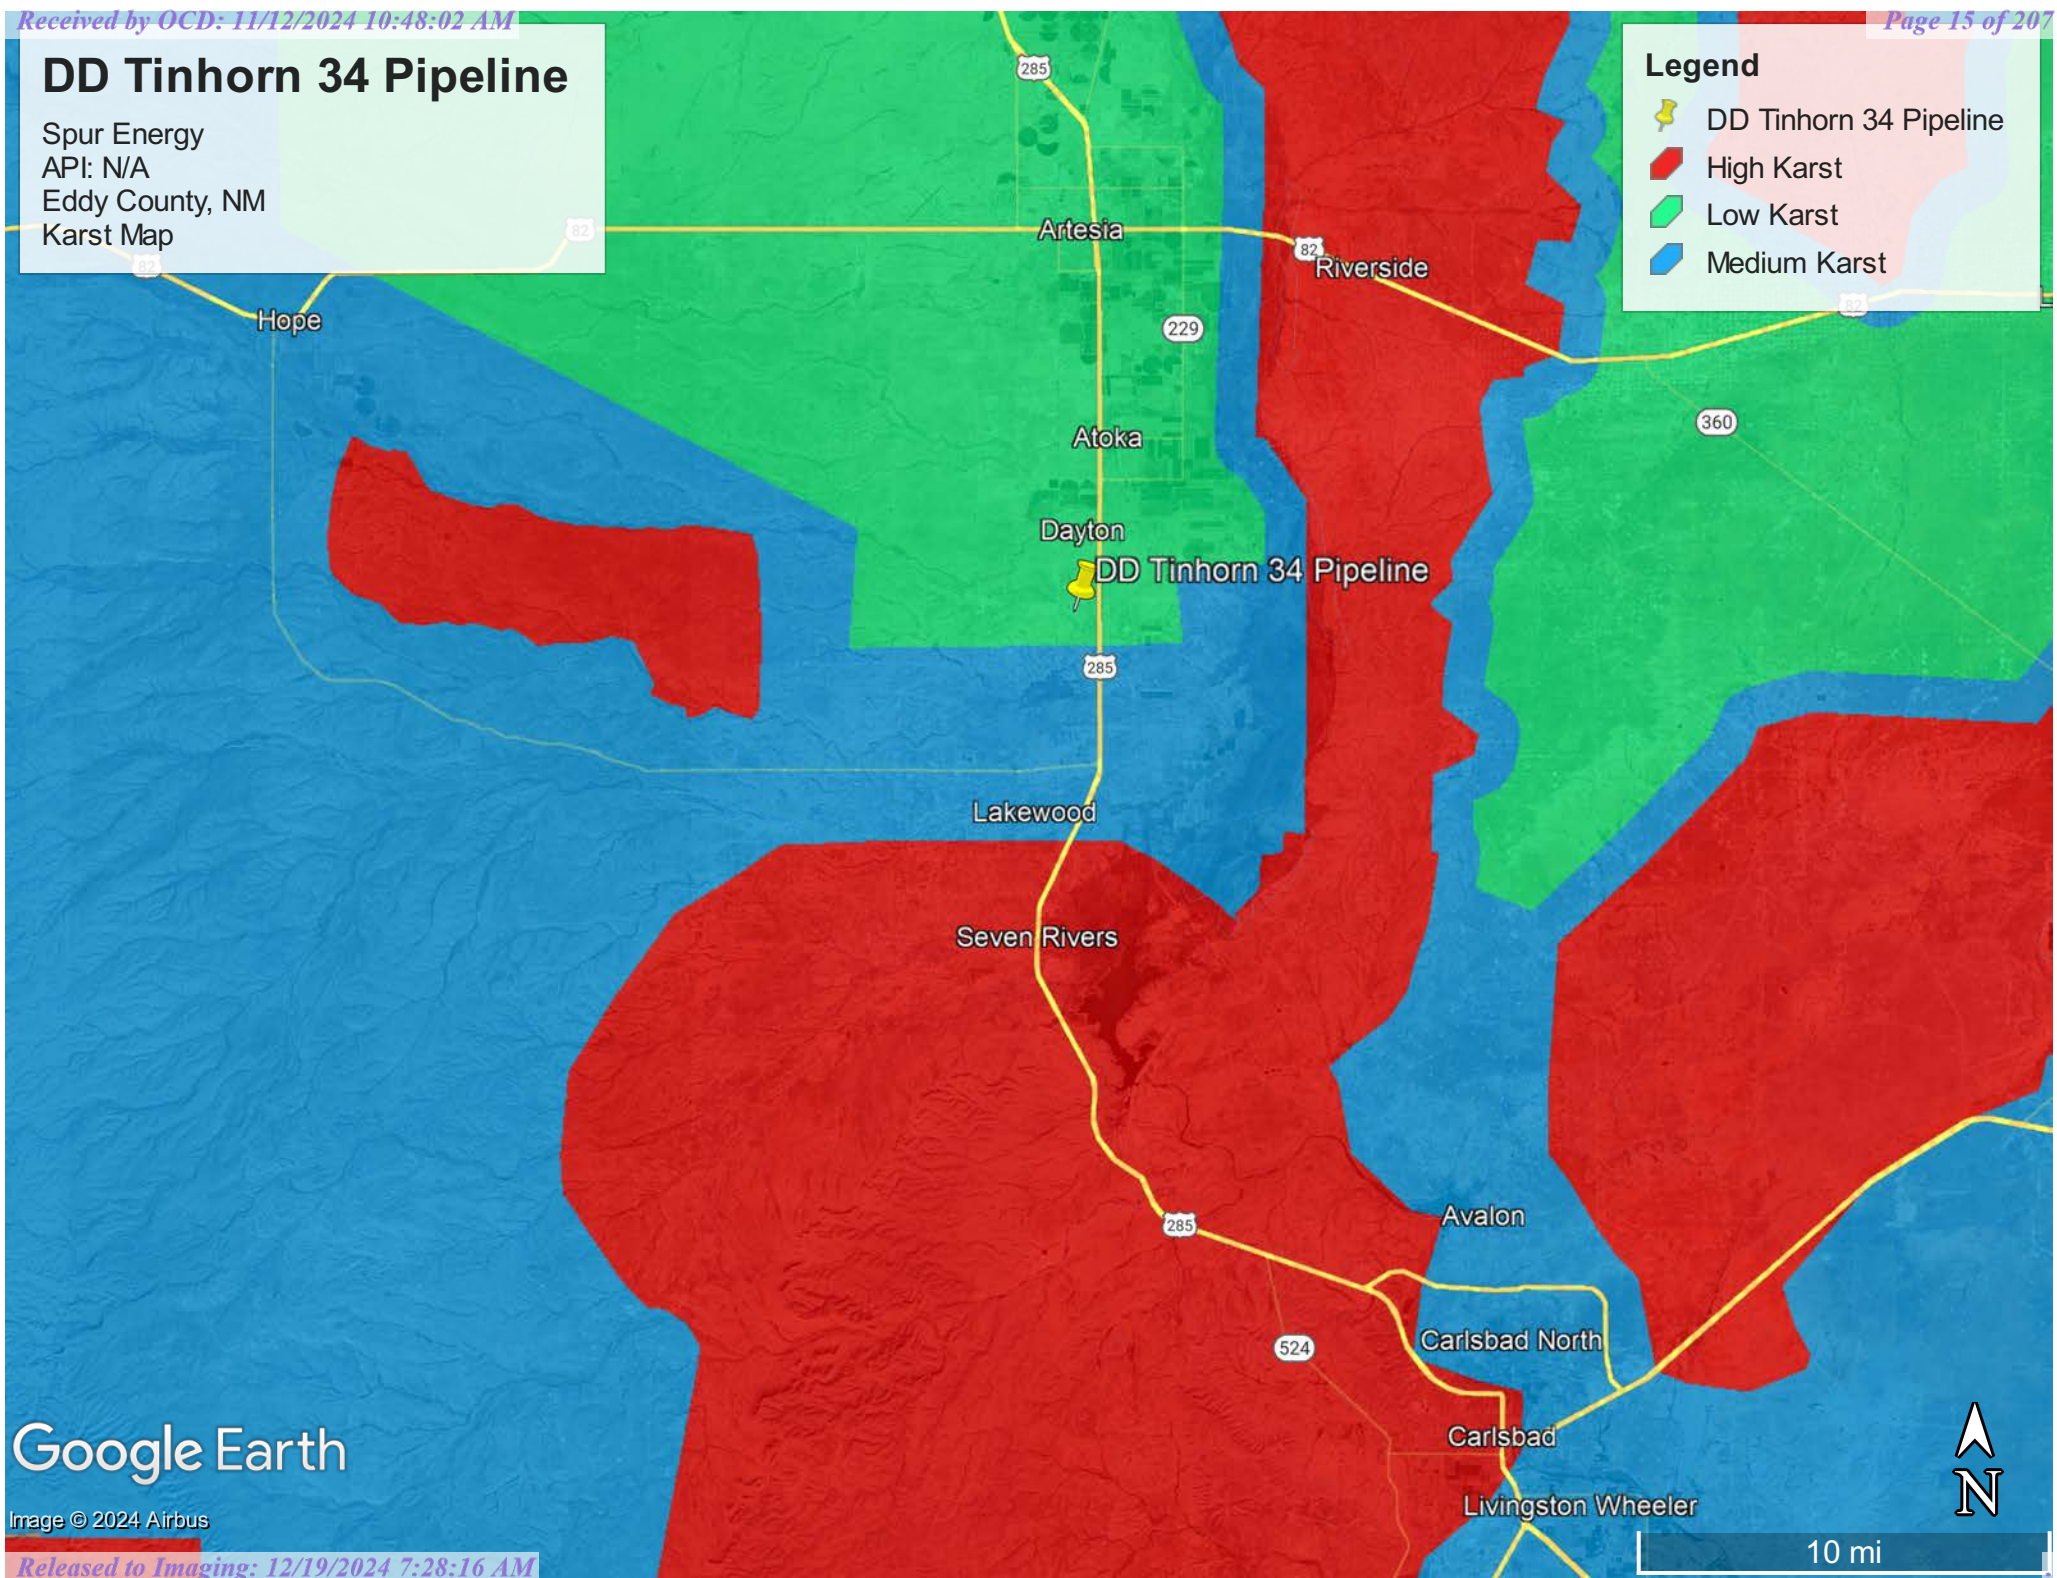 Received by OCD: 11/12/2024 10:48:02 AM
Page 15 of 207
DD Tinhorn 34 Pipeline
Spur Energy
API: N/A
Eddy County, NM
Karst Map
Legend
DD Tinhorn 34 Pipeline
High Karst
Low Karst
Medium Karst
285
82
Artesia
82
82
Riverside
82
Hope
229
360
Atoka
Dayton
DD Tinhorn 34 Pipeline
285
Lakewood
Seven Rivers
Avalon
285
524
Carlsbad North
Carlsbad
Livingston Wheeler
Google Earth
Image © 2024 Airbus
N
10 mi
Released to Imaging: 12/19/2024 7:28:16 AM